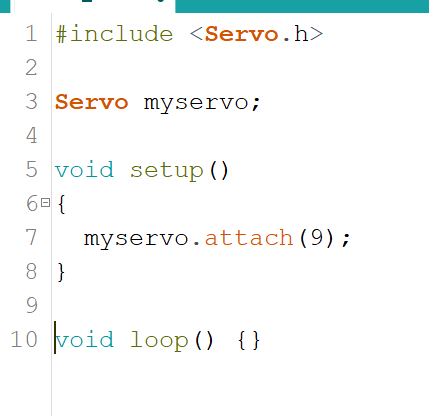 1 #include <Servo.h>
2
3 Servo myservo;
4
5 void setup()
6 {
7   myservo.attach(9);
8 }
9
10 void loop() {}